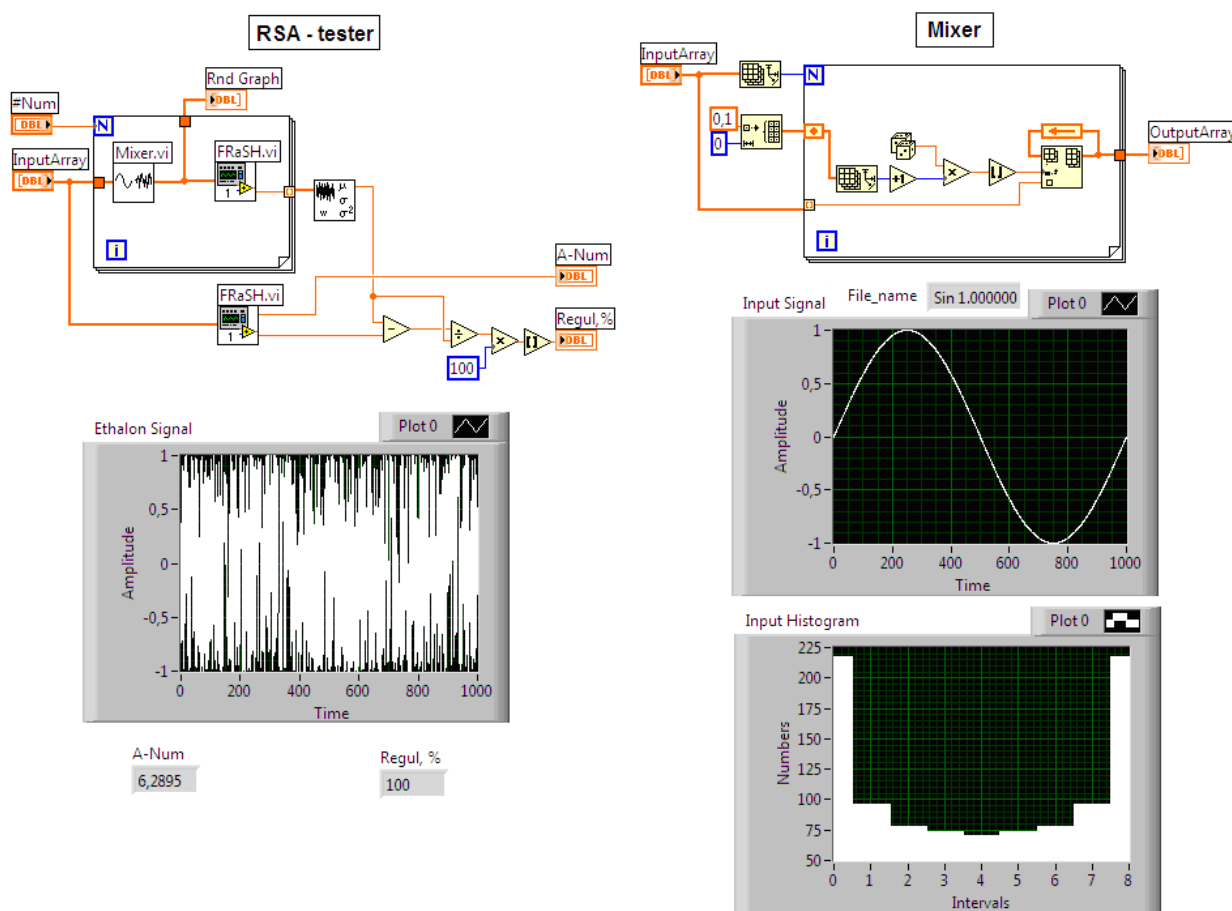 RSA - tester
Rnd Graph
DBL
#Num
DBL
N
InputArray
DBL
Mixer.vi
FRaSH.vi
1
i
μ
σ
w σ²
FRaSH.vi
1
A-Num
DBL
Regul,%
DBL
-
÷
×
[]
100
Mixer
InputArray
DBL
N
0,1
0
+1
×
OutputArray
DBL
i
Ethalon Signal
Plot 0
Amplitude
1
0,5
0
-0,5
-1
0 200 400 600 800 1000
Time
A-Num
6,2895
Regul, %
100
Input Signal
File_name
Sin 1.000000
Plot 0
Amplitude
1
0,5
0
-0,5
-1
0 200 400 600 800 1000
Time
Input Histogram
Plot 0
Numbers
225
200
175
150
125
100
75
50
0 1 2 3 4 5 6 7 8
Intervals